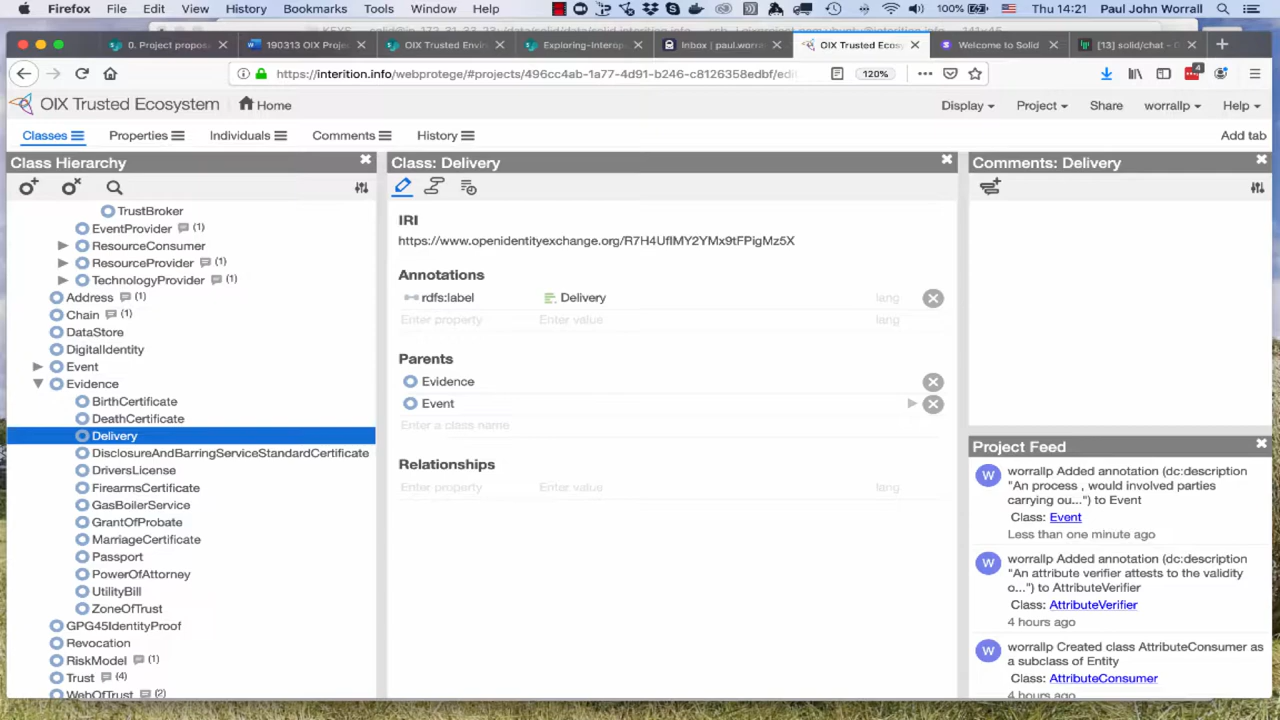 Firefox File Edit View History Bookmarks Tools Window Help 100% Thu 14:21 Paul John Worrall
0. Project propos
190313 OIX Proje
OIX Trusted Envi
Exploring-Interop
Inbox | paul.worra
OIX Trusted Ecos
Welcome to Solid
[13] solid/chat - D
https://interition.info/webprotege/#projects/496cc4ab-1a77-4d91-b246-c8126358edbf/edi 120% 4
OIX Trusted Ecosystem Home Display Project Share worrallp Help
Classes Properties Individuals Comments History Add tab
Class Hierarchy
TrustBroker
EventProvider (1)
ResourceConsumer
ResourceProvider (1)
TechnologyProvider (1)
Address (1)
Chain (1)
DataStore
DigitalIdentity
Event
Evidence
BirthCertificate
DeathCertificate
Delivery
DisclosureAndBarringServiceStandardCertificate
DriversLicense
FirearmsCertificate
GasBoilerService
GrantOfProbate
MarriageCertificate
Passport
PowerOfAttorney
UtilityBill
ZoneOfTrust
GPG45IdentityProof
Revocation
RiskModel (1)
Trust (4)
WebOfTrust (2)
Class: Delivery
IRI
https://www.openidentityexchange.org/R7H4UflMY2YMx9tFPigMz5X
Annotations
rdfs:label Delivery lang
Enter property Enter value lang
Parents
Evidence
Event
Enter a class name
Relationships
Enter property Enter value
Comments: Delivery
Project Feed
W worrallp Added annotation (dc:description
"An process , would involved parties
carrying ou...") to Event
Class: Event
Less than one minute ago
W worrallp Added annotation (dc:description
"An attribute verifier attests to the validity
o...") to AttributeVerifier
Class: AttributeVerifier
4 hours ago
W worrallp Created class AttributeConsumer as
a subclass of Entity
Class: AttributeConsumer
4 hours ago